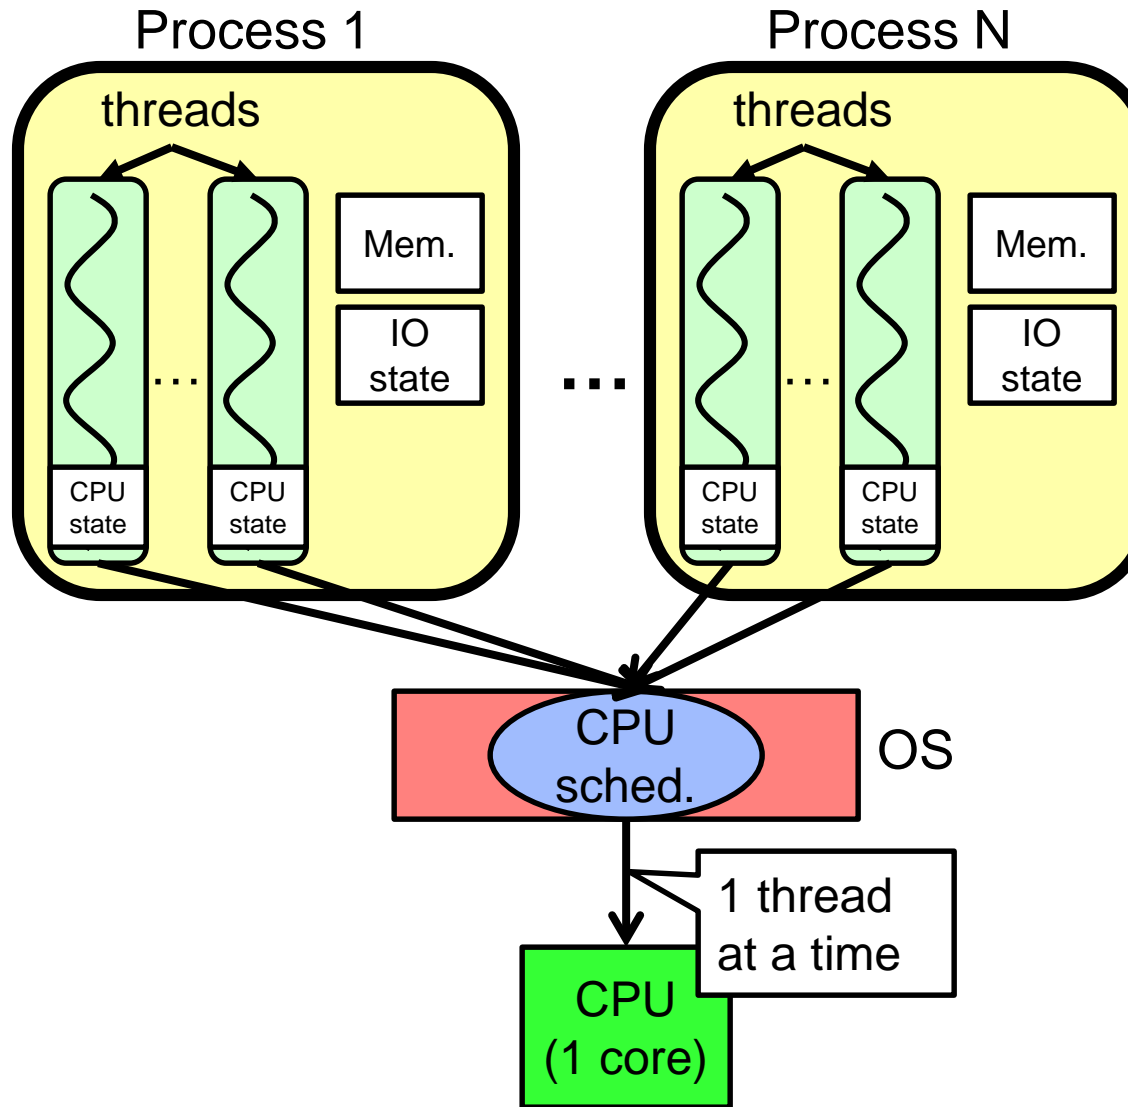 Process 1
Process N
threads
threads
Mem.
Mem.
IO
state
IO
state
...
...
...
CPU
state
CPU
state
CPU
state
CPU
state
CPU
sched.
OS
1 thread
at a time
CPU
(1 core)